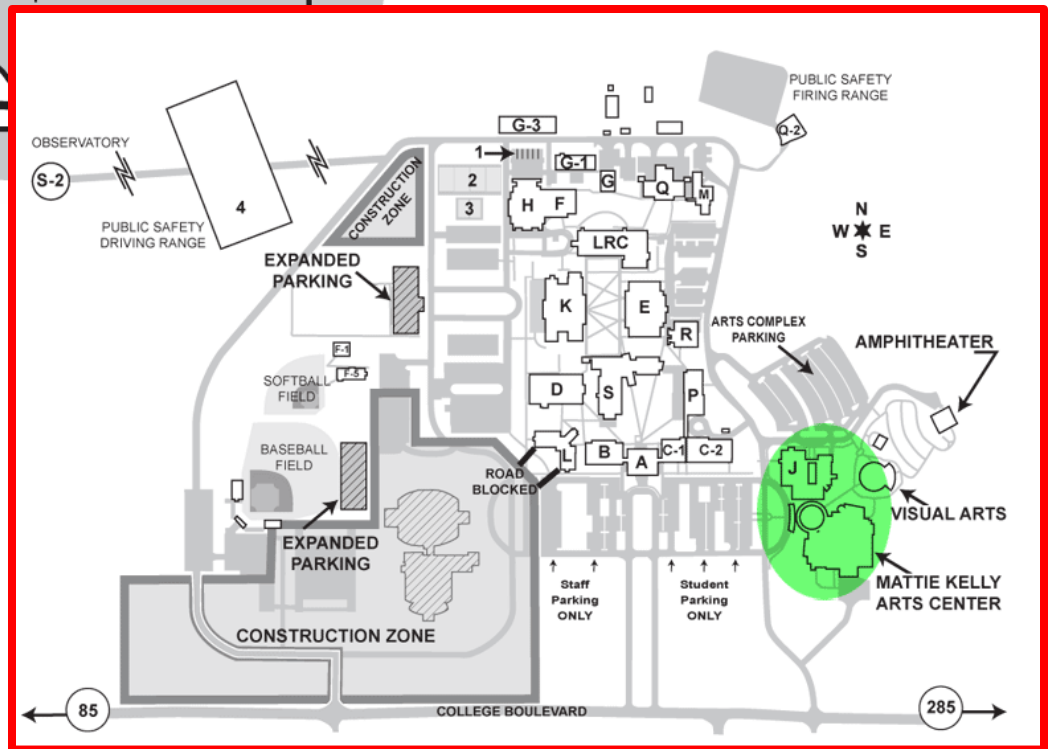 PUBLIC SAFETY
FIRING RANGE
G-3
Q-2
OBSERVATORY
1
G-1
S-2
CONSTRUCTION
ZONE
2
G
Q
M
4
3
H
F
PUBLIC SAFETY
DRIVING RANGE
LRC
N
W E
S
EXPANDED
PARKING
K
E
R
ARTS COMPLEX
PARKING
AMPHITHEATER
F-1
F-5
SOFTBALL
FIELD
D
S
P
BASEBALL
FIELD
L
B
A
C-1
C-2
J
ROAD
BLOCKED
VISUAL ARTS
EXPANDED
PARKING
Staff
Parking
ONLY
Student
Parking
ONLY
MATTIE KELLY
ARTS CENTER
CONSTRUCTION ZONE
85
COLLEGE BOULEVARD
285